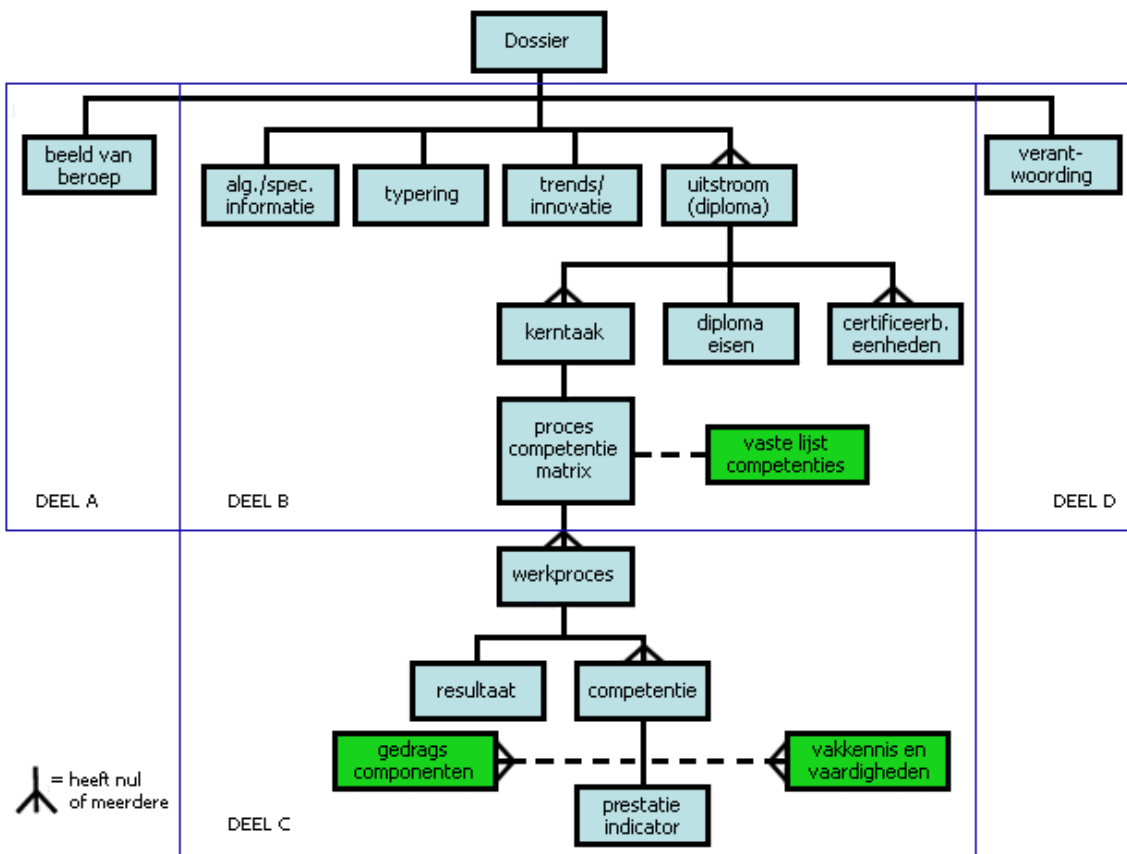 Dossier
beeld van
beroep
alg./spec.
informatie
typering
trends/
innovatie
uitstroom
(diploma)
verant-
woording
kerntaak
diploma
eisen
certificeerb.
eenheden
proces
competentie
matrix
vaste lijst
competenties
DEEL A
DEEL B
DEEL D
werkproces
resultaat
competentie
gedrags
componenten
vakkennis en
vaardigheden
= heeft nul
of meerdere
prestatie
indicator
DEEL C